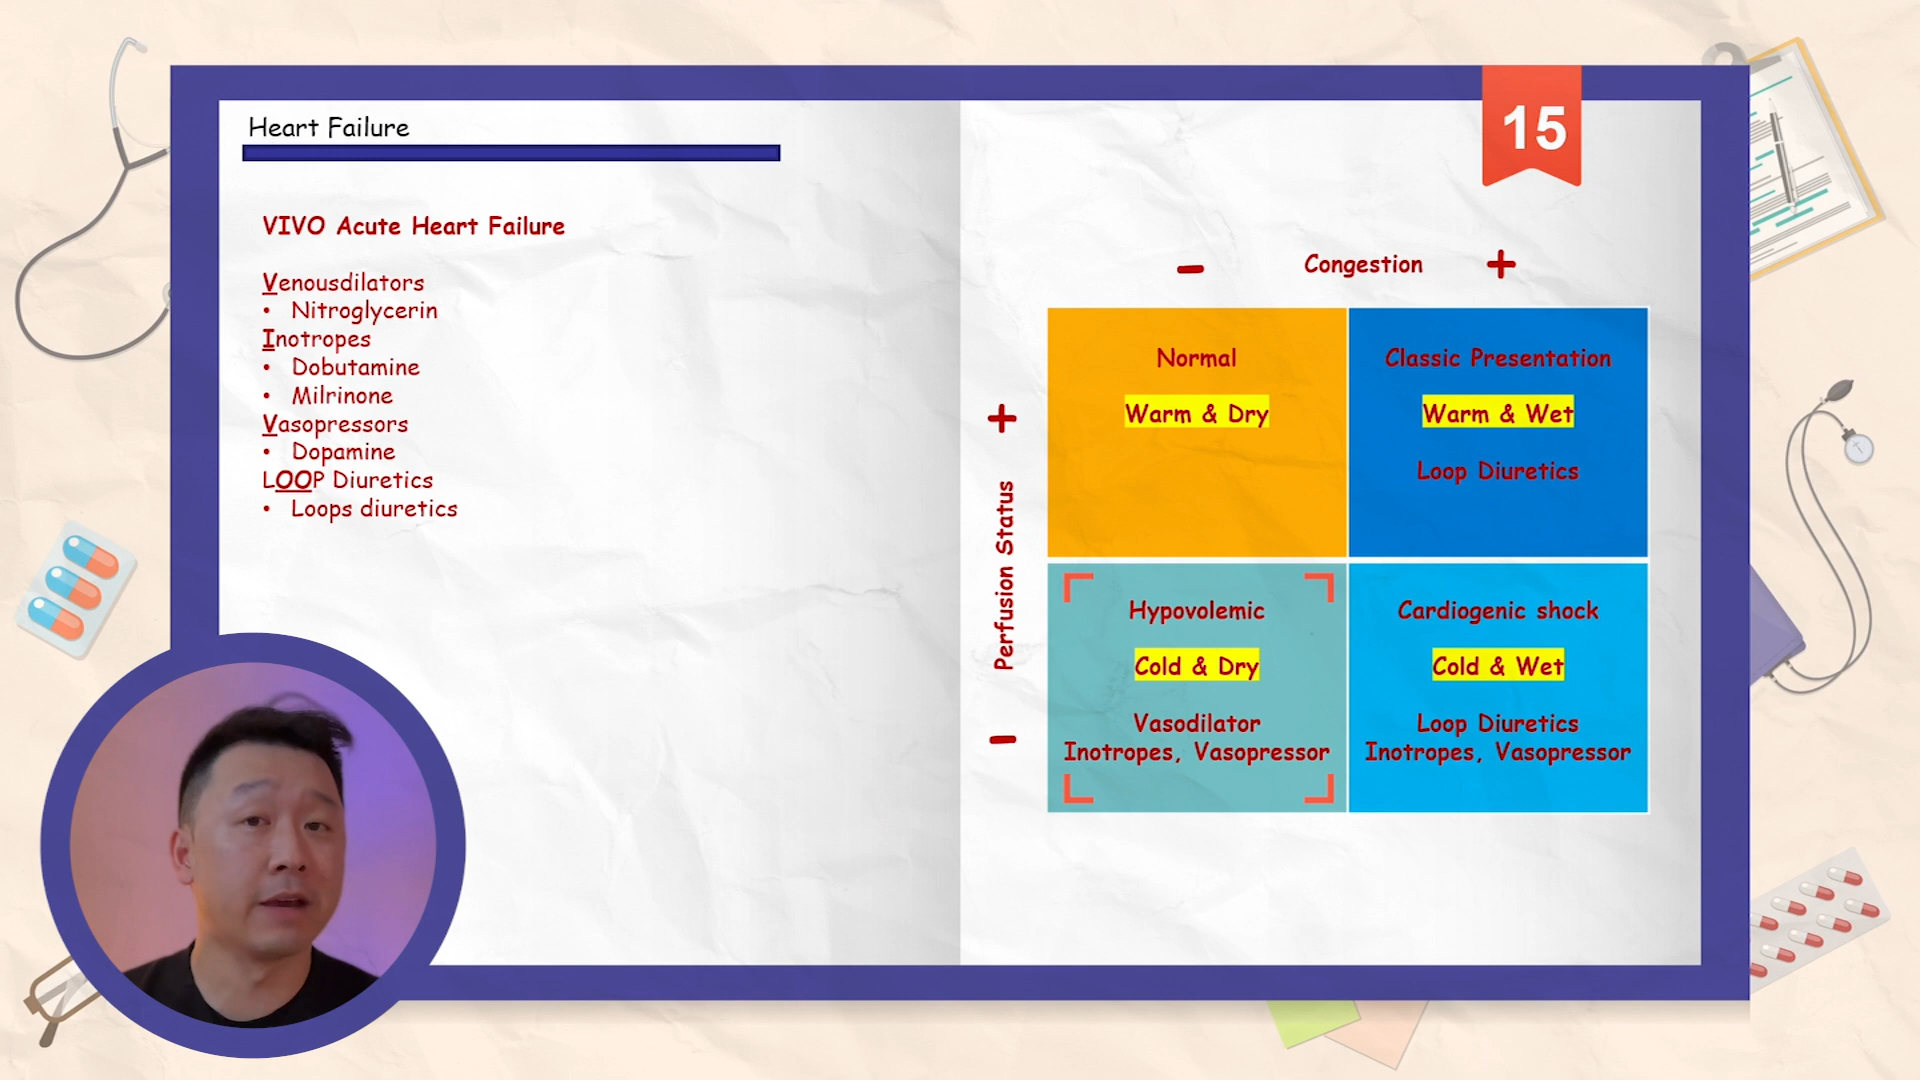 Heart Failure
15
VIVO Acute Heart Failure
Venousdilators
• Nitroglycerin
Inotropes
• Dobutamine
• Milrinone
Vasopressors
• Dopamine
LOOP Diuretics
• Loops diuretics
- Congestion +
+ Perfusion Status -
Normal
Warm & Dry
Classic Presentation
Warm & Wet
Loop Diuretics
Hypovolemic
Cold & Dry
Vasodilator
Inotropes, Vasopressor
Cardiogenic shock
Cold & Wet
Loop Diuretics
Inotropes, Vasopressor